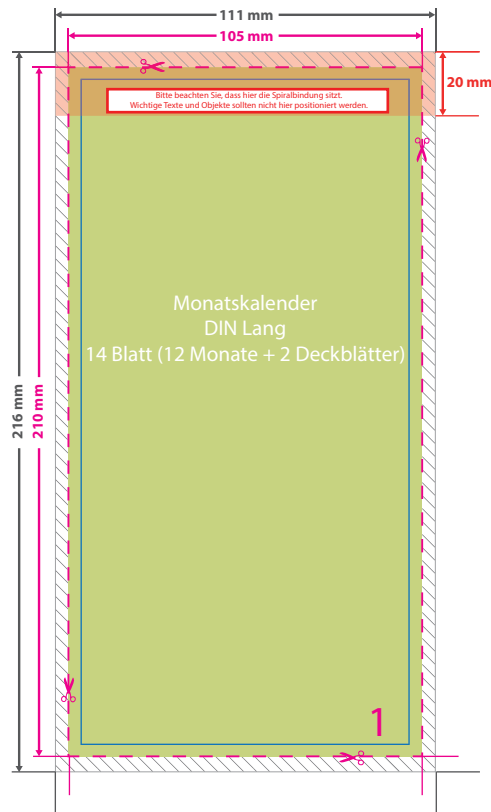 111 mm
105 mm
20 mm
Bitte beachten Sie, dass hier die Spiralbindung sitzt.
Wichtige Texte und Objekte sollten nicht hier positioniert werden.
Monatskalender
DIN Lang
14 Blatt (12 Monate + 2 Deckblätter)
216 mm
210 mm
1